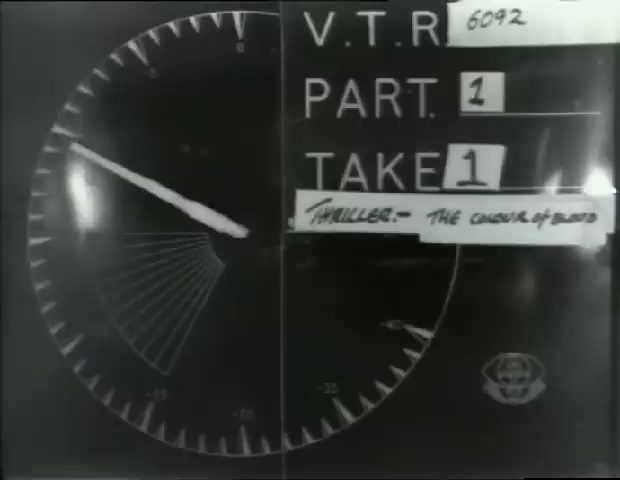 V.T.R. 6092
PART. 1
TAKE 1
THRILLER:- THE COLOUR of BLOOD